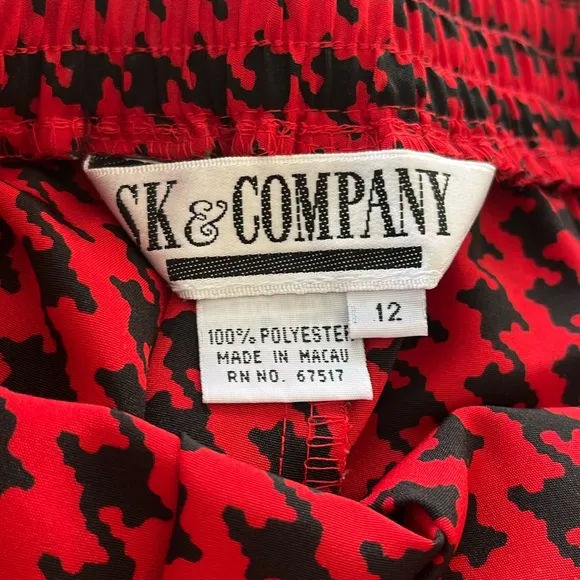 SK & COMPANY
12
100% POLYESTER
MADE IN MACAU
RN NO. 67517